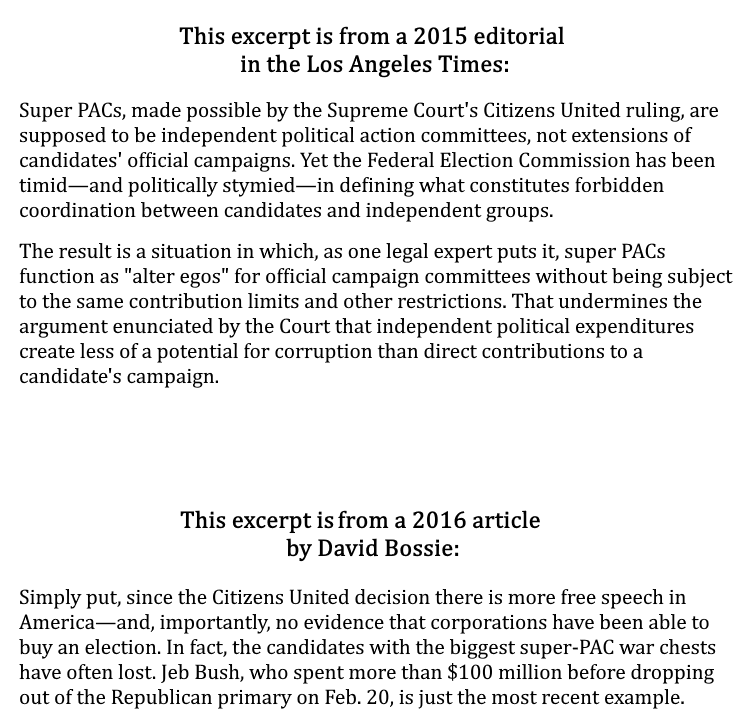 This excerpt is from a 2015 editorial
in the Los Angeles Times:
Super PACs, made possible by the Supreme Court's Citizens United ruling, are
supposed to be independent political action committees, not extensions of
candidates' official campaigns. Yet the Federal Election Commission has been
timid—and politically stymied—in defining what constitutes forbidden
coordination between candidates and independent groups.
The result is a situation in which, as one legal expert puts it, super PACs
function as "alter egos" for official campaign committees without being subject
to the same contribution limits and other restrictions. That undermines the
argument enunciated by the Court that independent political expenditures
create less of a potential for corruption than direct contributions to a
candidate's campaign.
This excerpt is from a 2016 article
by David Bossie:
Simply put, since the Citizens United decision there is more free speech in
America—and, importantly, no evidence that corporations have been able to
buy an election. In fact, the candidates with the biggest super-PAC war chests
have often lost. Jeb Bush, who spent more than $100 million before dropping
out of the Republican primary on Feb. 20, is just the most recent example.